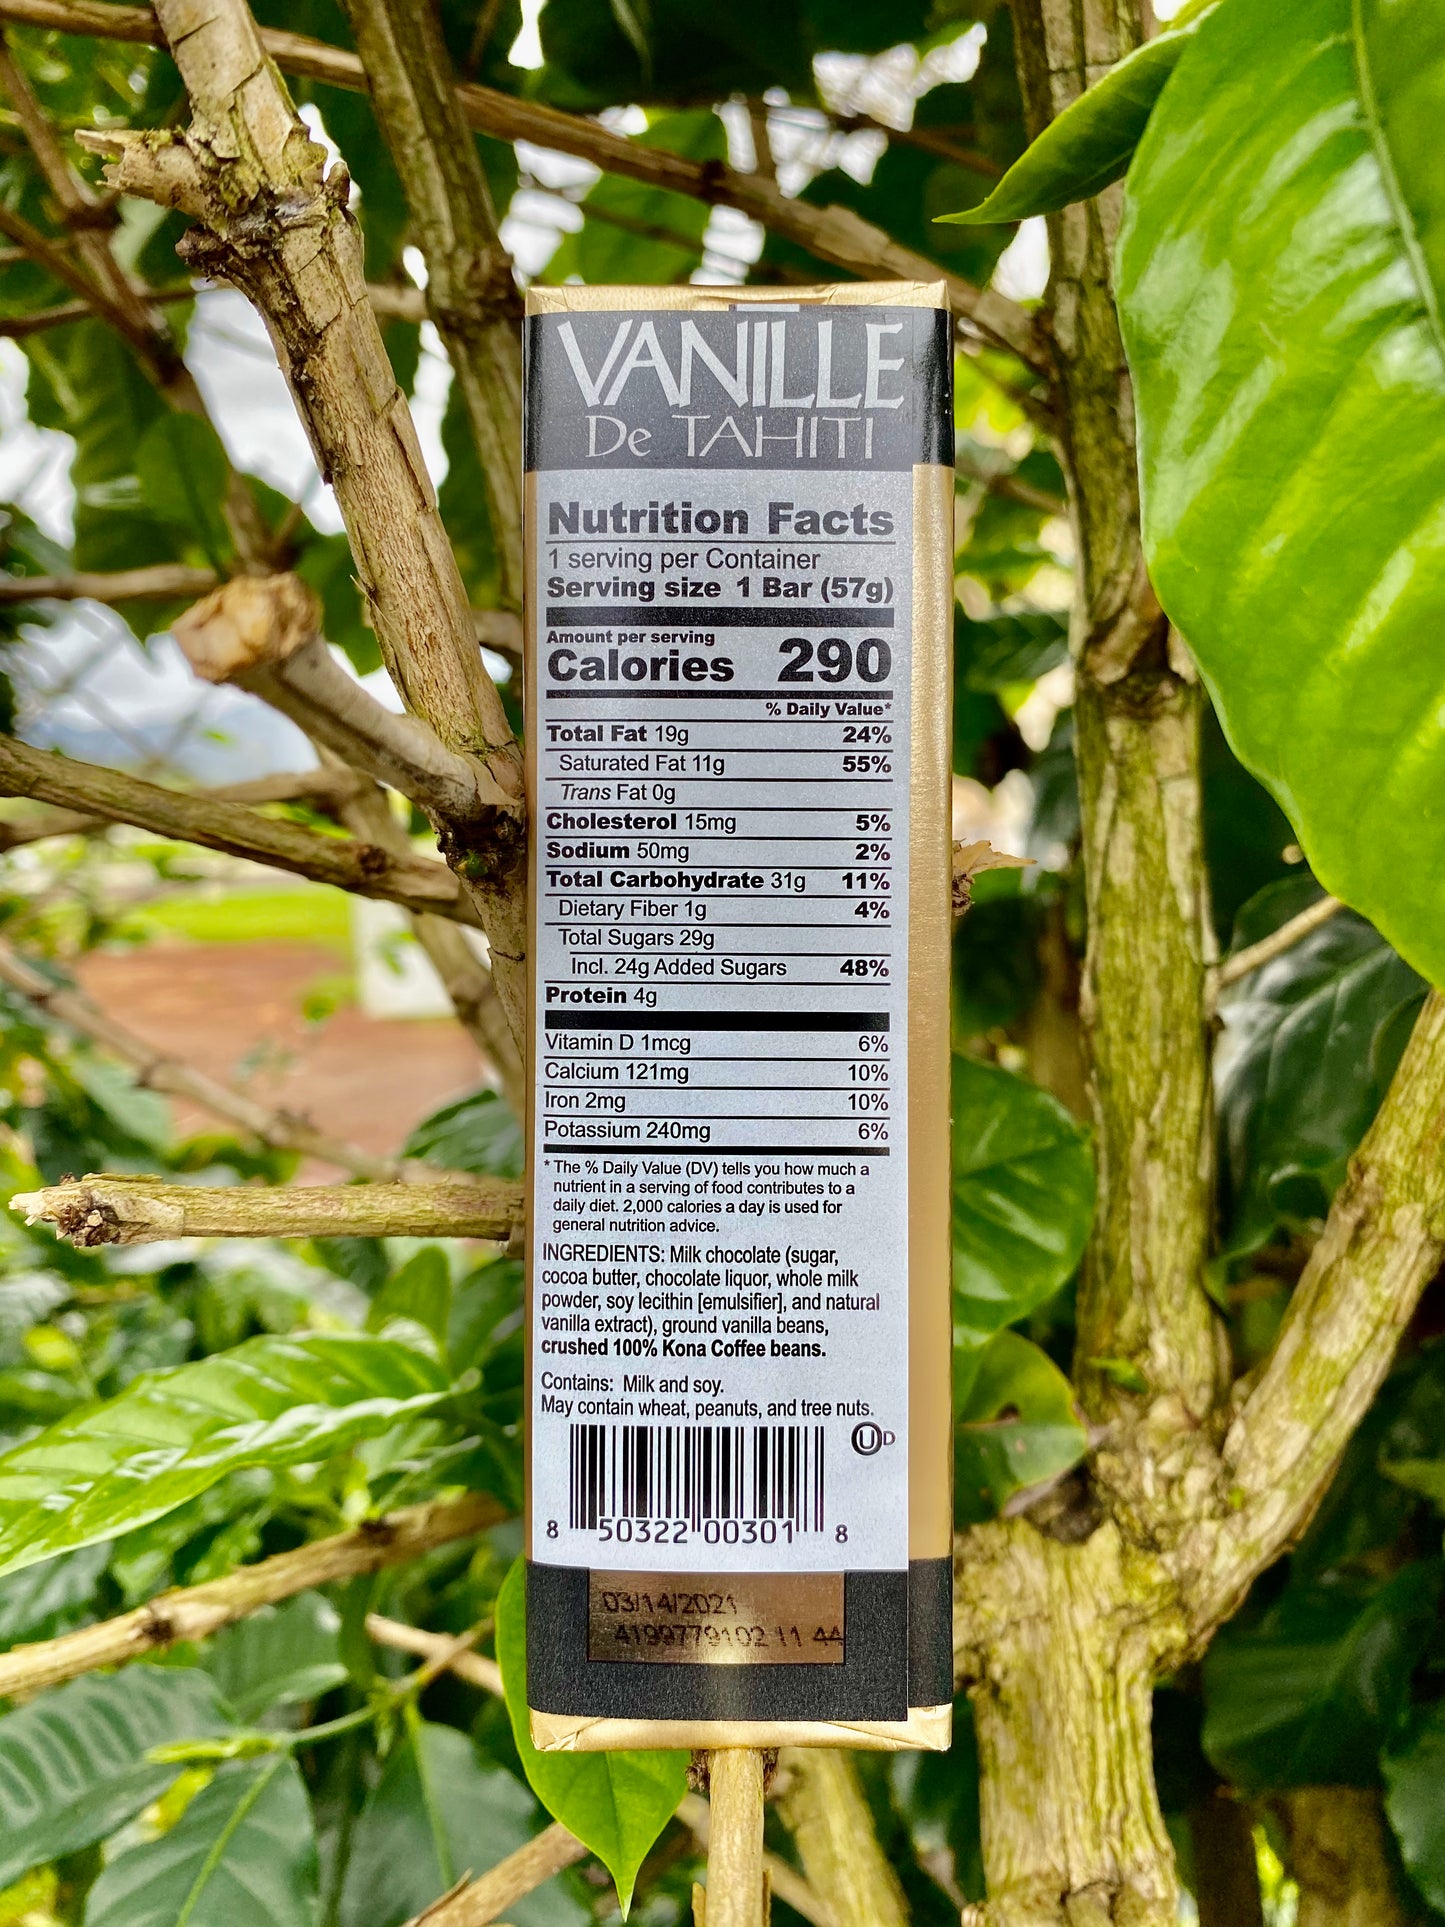 VANILLE
De TAHITI
Nutrition Facts
1 serving per Container
Serving size 1 Bar (57g)
Amount per serving
Calories 290
% Daily Value*
Total Fat 19g 24%
Saturated Fat 11g 55%
Trans Fat 0g
Cholesterol 15mg 5%
Sodium 50mg 2%
Total Carbohydrate 31g 11%
Dietary Fiber 1g 4%
Total Sugars 29g
Incl. 24g Added Sugars 48%
Protein 4g
Vitamin D 1mcg 6%
Calcium 121mg 10%
Iron 2mg 10%
Potassium 240mg 6%
* The % Daily Value (DV) tells you how much a
nutrient in a serving of food contributes to a
daily diet. 2,000 calories a day is used for
general nutrition advice.
INGREDIENTS: Milk chocolate (sugar,
cocoa butter, chocolate liquor, whole milk
powder, soy lecithin [emulsifier], and natural
vanilla extract), ground vanilla beans,
crushed 100% Kona Coffee beans.
Contains: Milk and soy.
May contain wheat, peanuts, and tree nuts.
U D
8 50322 00301 8
03/14/2021
4199779102 11 44